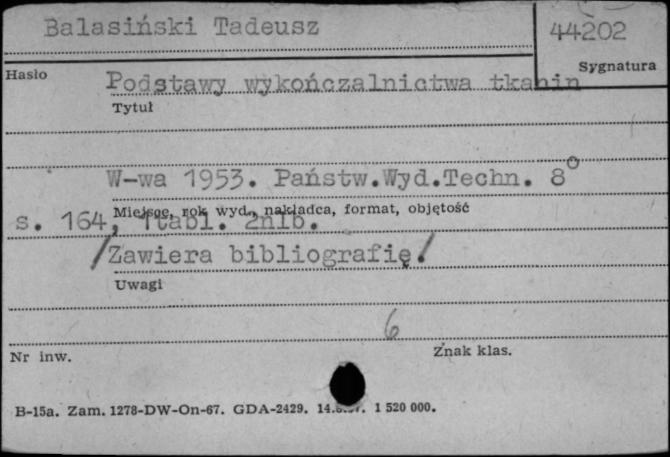 Balasiński Tadeusz
44202
Hasło
Sygnatura
Podstawy wykończalnictwa tkanin
Tytuł
W-wa 1953. Państw.Wyd.Techn. 8°
Miejsce, rok wyd., nakładca, format, objętość
s. 164, 1tabl. 2nlb.
/Zawiera bibliografię/
Uwagi
6
Nr inw.
Znak klas.
B-15a. Zam. 1278-DW-On-67. GDA-2429. 1 520 000.